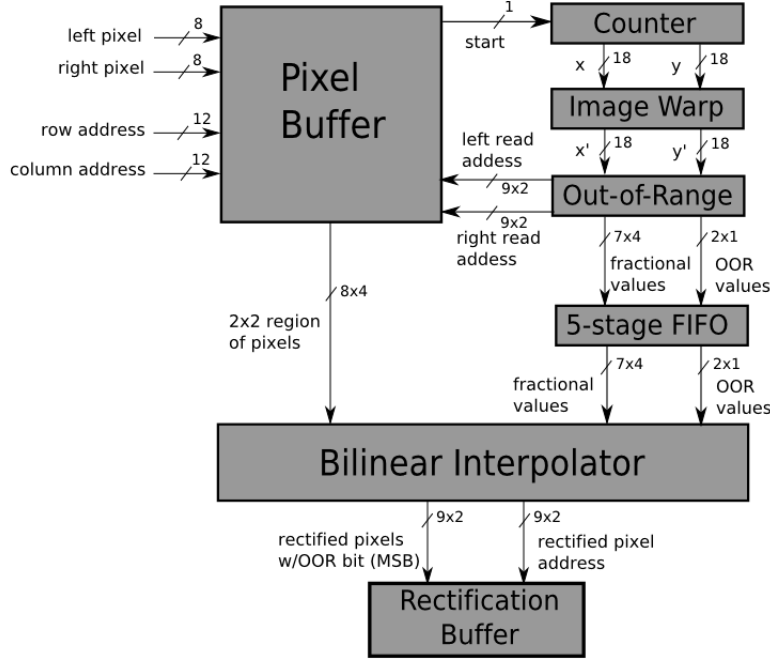 left pixel
8
right pixel
8
row address
12
column address
12
Pixel
Buffer
1
start
Counter
x
18
y
18
Image Warp
x'
18
y'
18
left read
addess
9x2
Out-of-Range
9x2
right read
addess
7x4
fractional
values
2x1
OOR
values
8x4
2x2 region
of pixels
5-stage FIFO
7x4
fractional
values
2x1
OOR
values
Bilinear Interpolator
9x2
rectified pixels
w/OOR bit (MSB)
9x2
rectified pixel
address
Rectification
Buffer